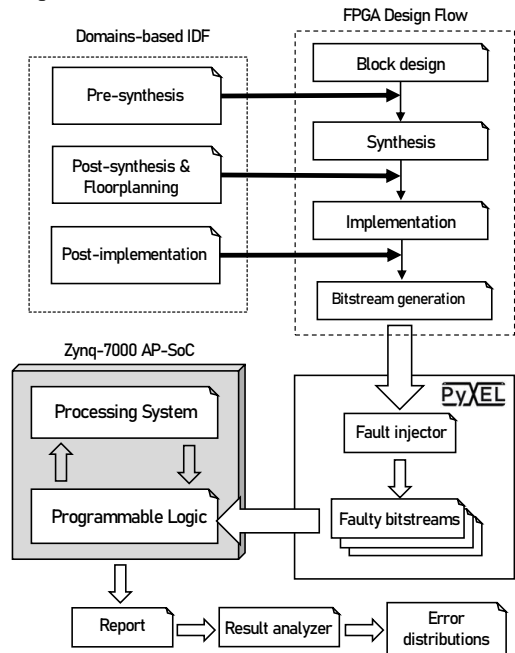 FPGA Design Flow
Domains-based IDF
Block design
Pre-synthesis
Synthesis
Post-synthesis &
Floorplanning
Implementation
Post-implementation
Bitstream generation
Zynq-7000 AP-SoC
PyXEL
Processing System
Fault injector
Programmable Logic
Faulty bitstreams
Report
Result analyzer
Error
distributions